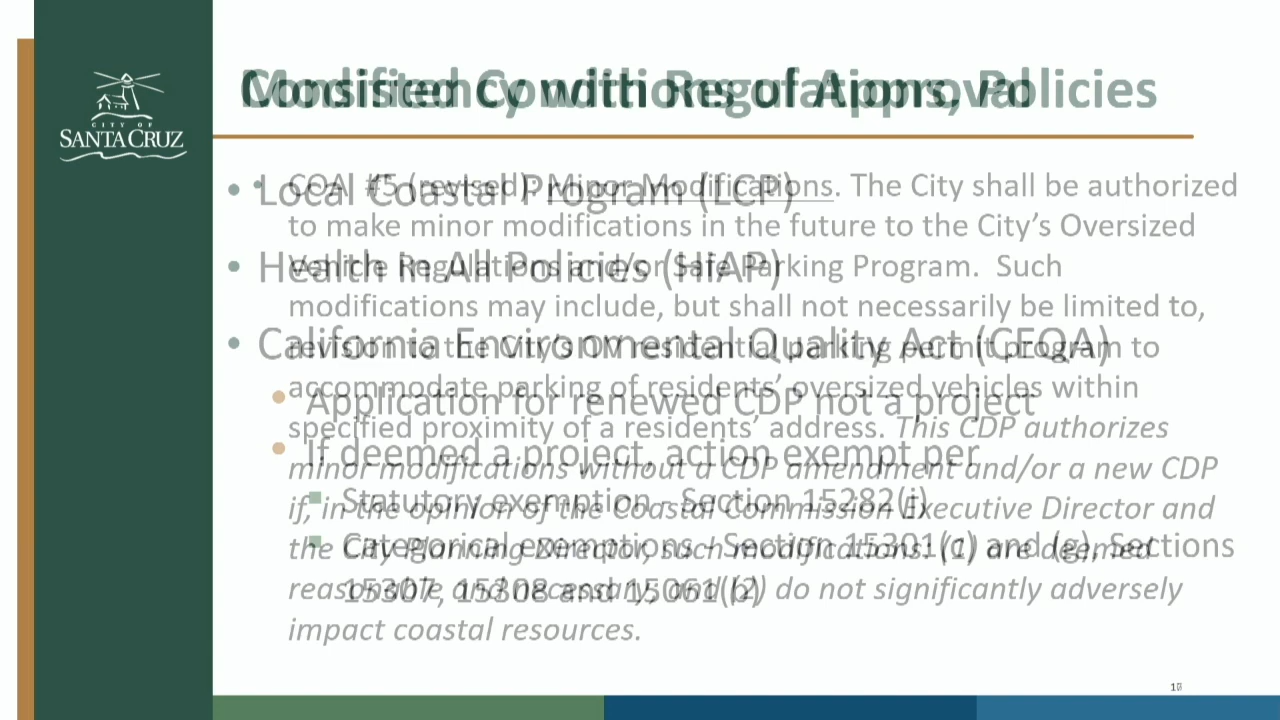 CITY OF
SANTA CRUZ
Modified Conditions of Approval
Consistency with Regulations, Policies
• COA #5 (revised): Minor Modifications. The City shall be authorized
to make minor modifications in the future to the City’s Oversized
Vehicle Regulations and/or Safe Parking Program. Such
modifications may include, but shall not necessarily be limited to,
revision to the City’s OV residential parking permit program to
accommodate parking of residents’ oversized vehicles within
specified proximity of a residents’ address. This CDP authorizes
minor modifications without a CDP amendment and/or a new CDP
if, in the opinion of the Coastal Commission Executive Director and
the City Planning Director, such modifications: (1) are deemed
reasonable and necessary; and (2) do not significantly adversely
impact coastal resources.
• Local Coastal Program (LCP)
• Health in All Policies (HiAP)
• California Environmental Quality Act (CEQA)
• Application for renewed CDP not a project
• If deemed a project, action exempt per
▪ Statutory exemption - Section 15282(j)
▪ Categorical exemptions - Section 15301(c) and (g), Sections
15307, 15308 and 15061(b)